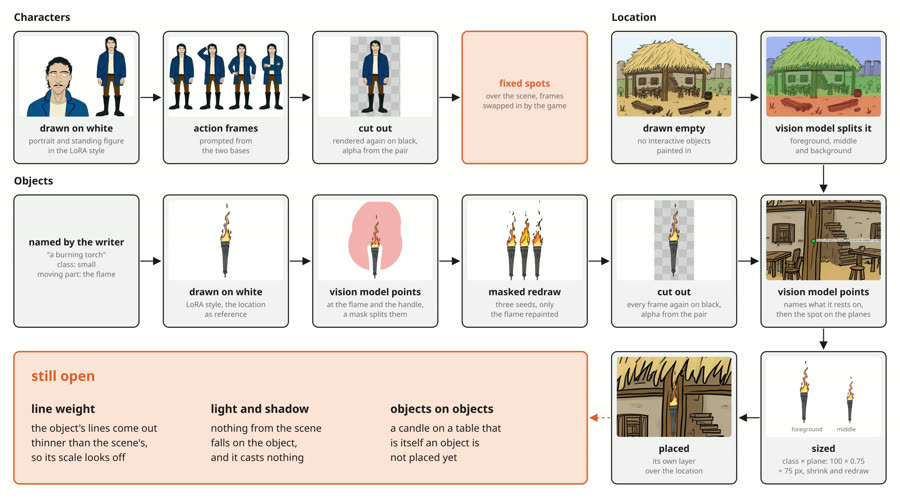 Characters
drawn on white
portrait and standing figure
in the LoRA style
action frames
prompted from
the two bases
cut out
rendered again on black,
alpha from the pair
fixed spots
over the scene, frames
swapped in by the game
Location
drawn empty
no interactive objects
painted in
vision model splits it
foreground, middle
and background
Objects
named by the writer
"a burning torch"
class: small
moving part: the flame
drawn on white
LoRA style, the location
as reference
vision model points
at the flame and the handle,
a mask splits them
masked redraw
three seeds, only
the flame repainted
cut out
every frame again on black,
alpha from the pair
vision model points
names what it rests on,
then the spot on the planes
still open
line weight
the object's lines come out
thinner than the scene's,
so its scale looks off
light and shadow
nothing from the scene
falls on the object,
and it casts nothing
objects on objects
a candle on a table that
is itself an object is
not placed yet
placed
its own layer
over the location
foreground
middle
sized
class × plane: 100 × 0.75
= 75 px, shrink and redraw